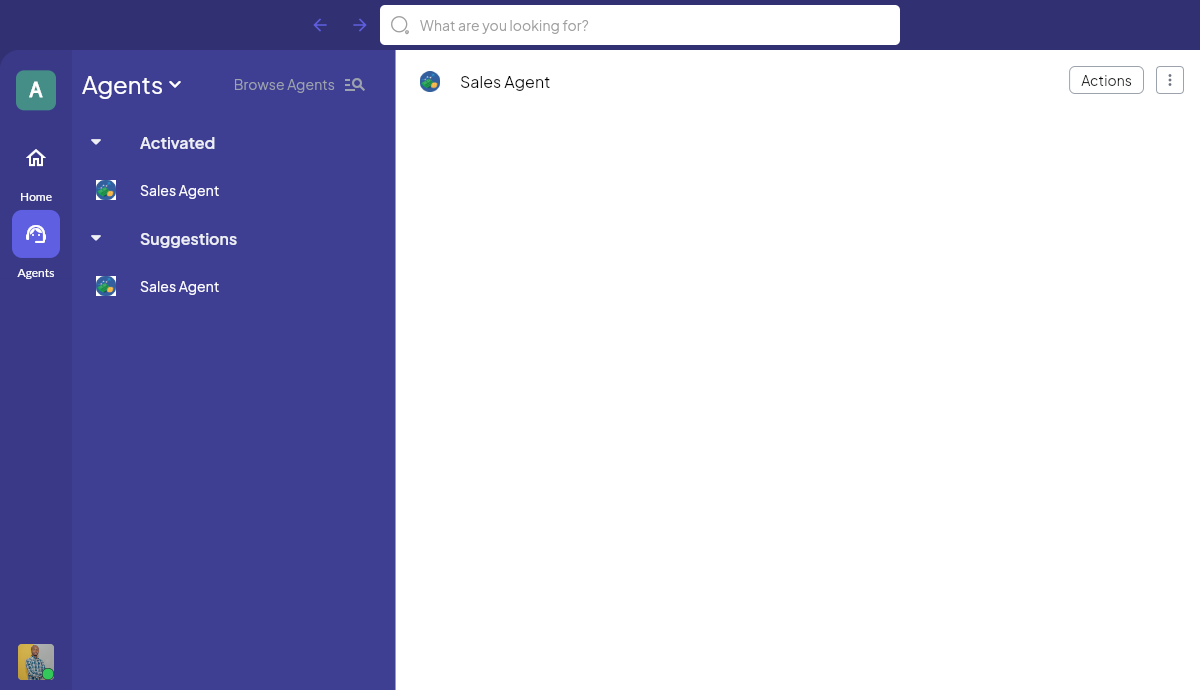 What are you looking for?
A
Home
Agents
Agents
Browse Agents
Activated
Sales Agent
Suggestions
Sales Agent
Sales Agent
Actions